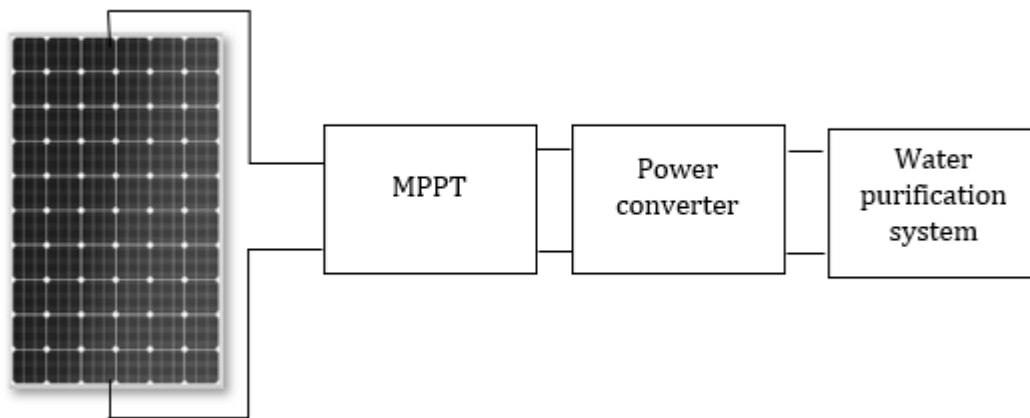 MPPT
Power
converter
Water
purification
system